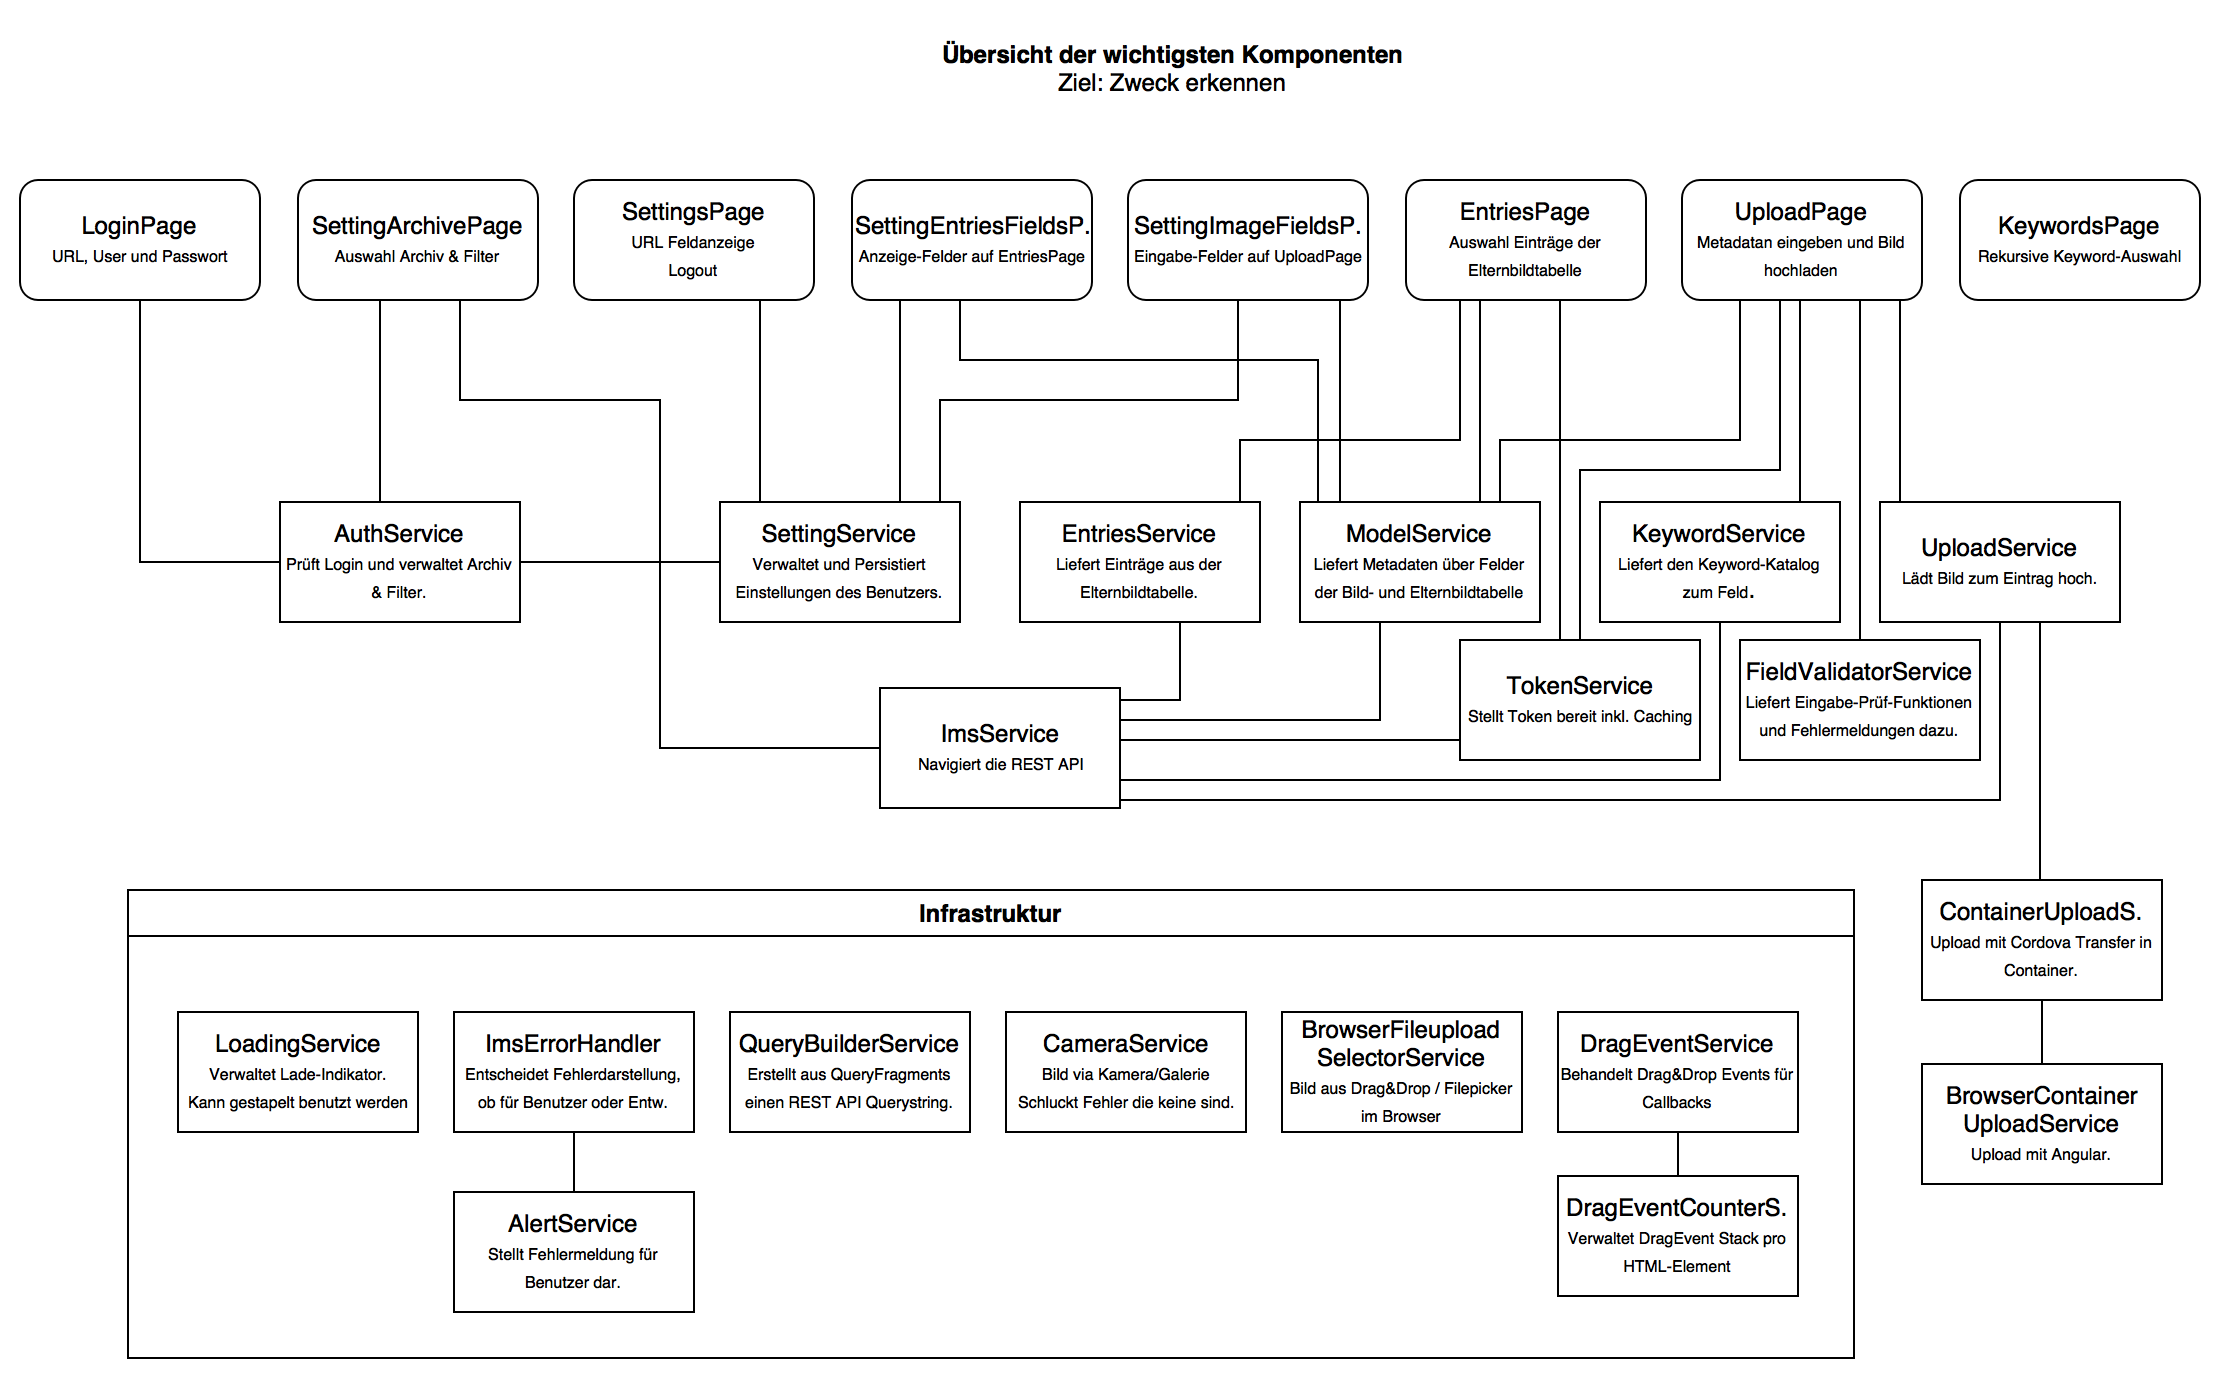 Übersicht der wichtigsten Komponenten
Ziel: Zweck erkennen
LoginPage
URL, User und Passwort
SettingArchivePage
Auswahl Archiv & Filter
SettingsPage
URL Feldanzeige
Logout
SettingEntriesFieldsP.
Anzeige-Felder auf EntriesPage
SettingImageFieldsP.
Eingabe-Felder auf UploadPage
EntriesPage
Auswahl Einträge der
Elternbildtabelle
UploadPage
Metadatan eingeben und Bild
hochladen
KeywordsPage
Rekursive Keyword-Auswahl
AuthService
Prüft Login und verwaltet Archiv
& Filter.
SettingService
Verwaltet und Persistiert
Einstellungen des Benutzers.
EntriesService
Liefert Einträge aus der
Elternbildtabelle.
ModelService
Liefert Metadaten über Felder
der Bild- und Elternbildtabelle
KeywordService
Liefert den Keyword-Katalog
zum Feld.
UploadService
Lädt Bild zum Eintrag hoch.
ImsService
Navigiert die REST API
TokenService
Stellt Token bereit inkl. Caching
FieldValidatorService
Liefert Eingabe-Prüf-Funktionen
und Fehlermeldungen dazu.
Infrastruktur
ContainerUploadS.
Upload mit Cordova Transfer in
Container.
LoadingService
Verwaltet Lade-Indikator.
Kann gestapelt benutzt werden
ImsErrorHandler
Entscheidet Fehlerdarstellung,
ob für Benutzer oder Entw.
QueryBuilderService
Erstellt aus QueryFragments
einen REST API Querystring.
CameraService
Bild via Kamera/Galerie
Schluckt Fehler die keine sind.
BrowserFileupload
SelectorService
Bild aus Drag&Drop / Filepicker
im Browser
DragEventService
Behandelt Drag&Drop Events für
Callbacks
BrowserContainer
UploadService
Upload mit Angular.
AlertService
Stellt Fehlermeldung für
Benutzer dar.
DragEventCounterS.
Verwaltet DragEvent Stack pro
HTML-Element